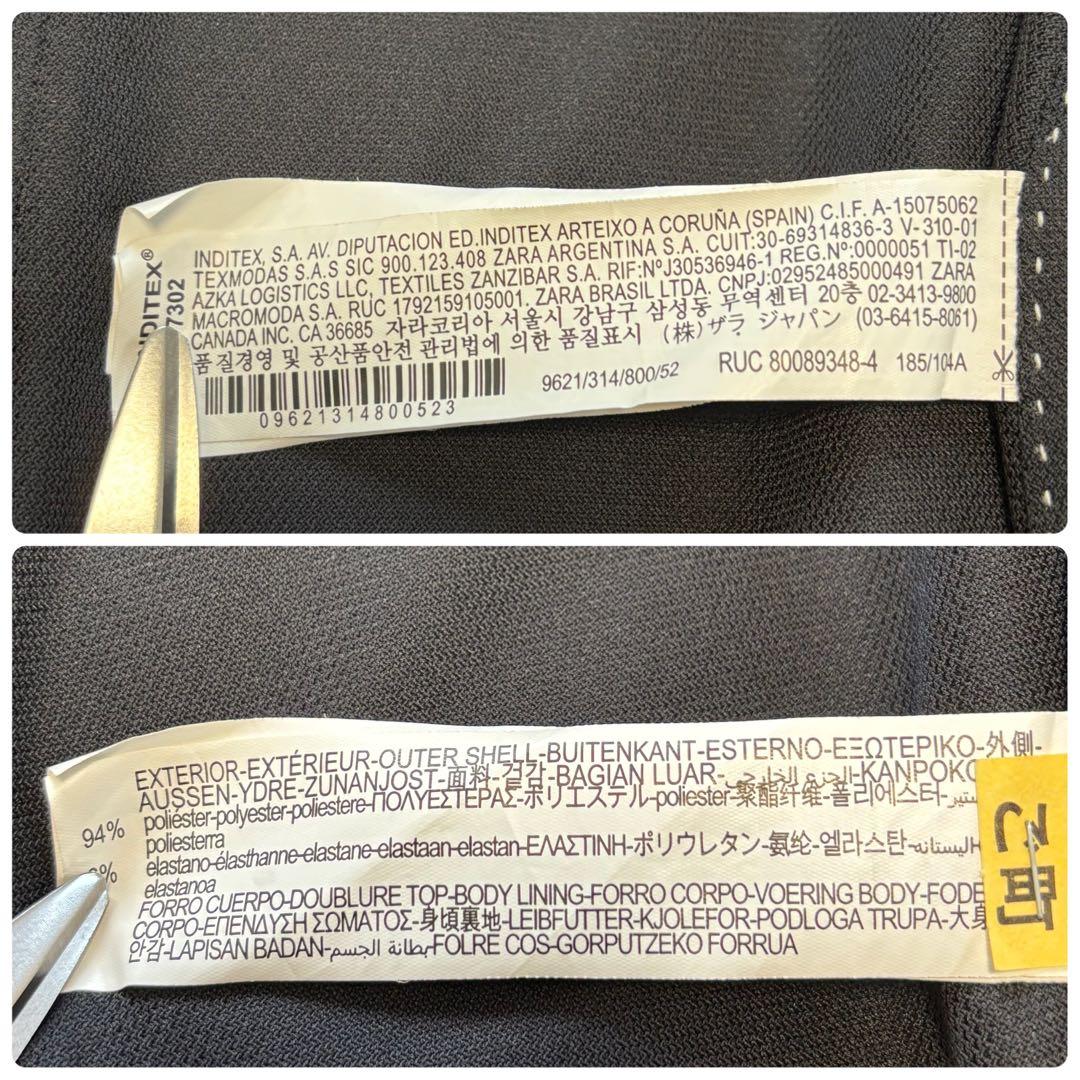 INDITEX, S.A. AV. DIPUTACION ED.INDITEX ARTEIXO A CORUÑA (SPAIN) C.I.F. A-15075062
TEXMODAS S.A.S SIC 900.123.408 ZARA ARGENTINA S.A. CUIT:30-69314836-3 V-310-01
AZKA LOGISTICS LLC, TEXTILES ZANZIBAR S.A. RIF:NºJ30536946-1 REG.Nº:0000051 TI-02
MACROMODA S.A. RUC 1792159105001. ZARA BRASIL LTDA. CNPJ:02952485000491 ZARA
CANADA INC. CA 36685 자라코리아 서울시 강남구 삼성동 무역센터 20층 02-3413-9800
품질경영 및 공산품안전 관리법에 의한 품질표시 (株)ザラ ジャパン (03-6415-8061)
9621/314/800/52 RUC 80089348-4 185/104A
09621314800523
NDITEX®
7302
EXTERIOR-EXTÉRIEUR-OUTER SHELL-BUITENKANT-ESTERNO-ΕΞΩΤΕΡΙΚΟ-外側-
AUSSEN-YDRE-ZUNANJOST-面料-겉감-BAGIAN LUAR-الجزء الخارجي-KANPOKO
94% poliéster-polyester-poliestere-ΠΟΛΥΕΣΤΕΡΑΣ-ポリエステル-poliester-聚酯纤维-폴리에스터-
poliesterra
% elastano-élasthanne-elastane-elastaan-elastan-ΕΛΑΣΤΙΝΗ-ポリウレタン-氨纶-엘라스탄-اليستانه
elastanoa
FORRO CUERPO-DOUBLURE TOP-BODY LINING-FORRO CORPO-VOERING BODY-FODE
CORPO-ΕΠΕΝΔΥΣΗ ΣΩΜΑΤΟΣ-身頃裏地-LEIBFUTTER-KJOLEFOR-PODLOGA TRUPA-大身
안감-LAPISAN BADAN-بطانة الجسم-FOLRE COS-GORPUTZEKO FORRUA